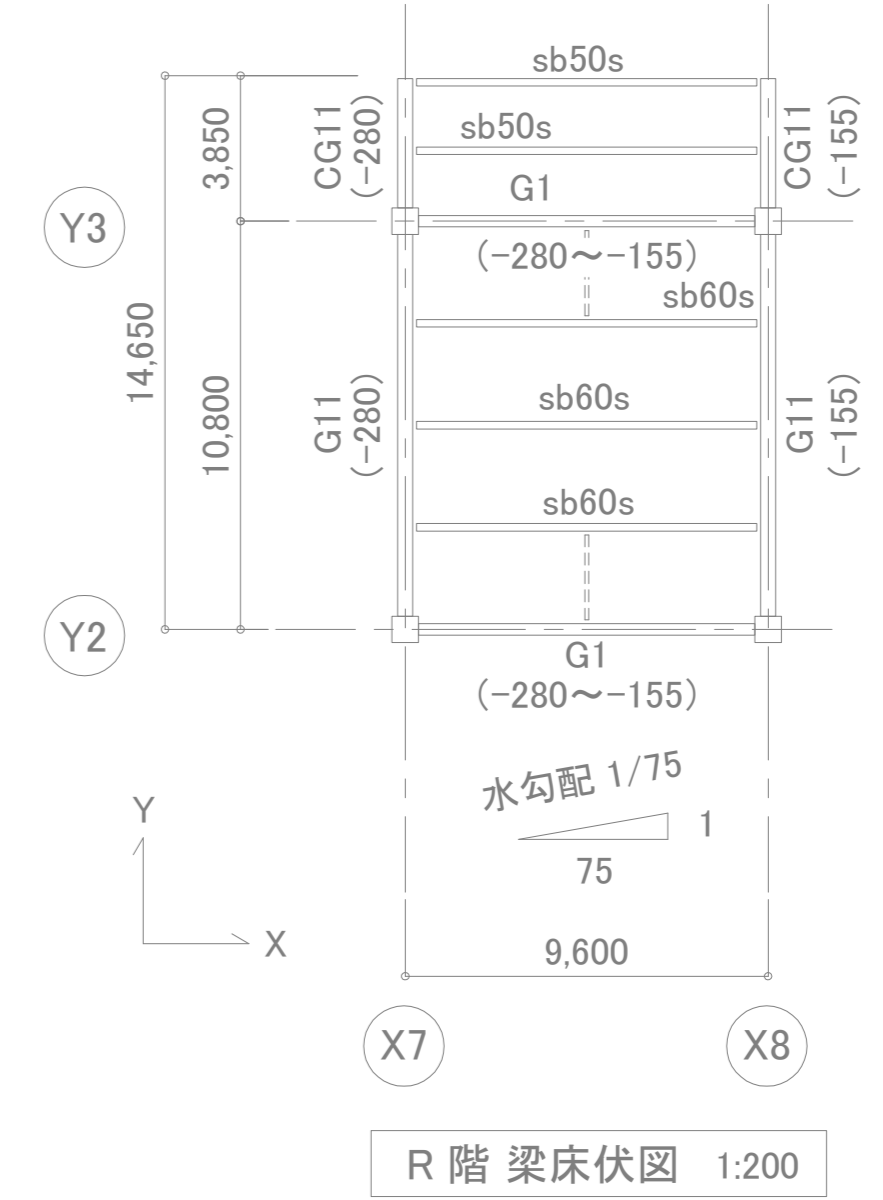 sb50s
sb50s
3,850
CG11
(-280)
CG11
(-155)
G1
Y3
(-280～-155)
sb60s
14,650
10,800
G11
(-280)
sb60s
G11
(-155)
sb60s
Y2
G1
(-280～-155)
水勾配 1/75
1
75
Y
X
9,600
X7
X8
R 階 梁床伏図 1:200